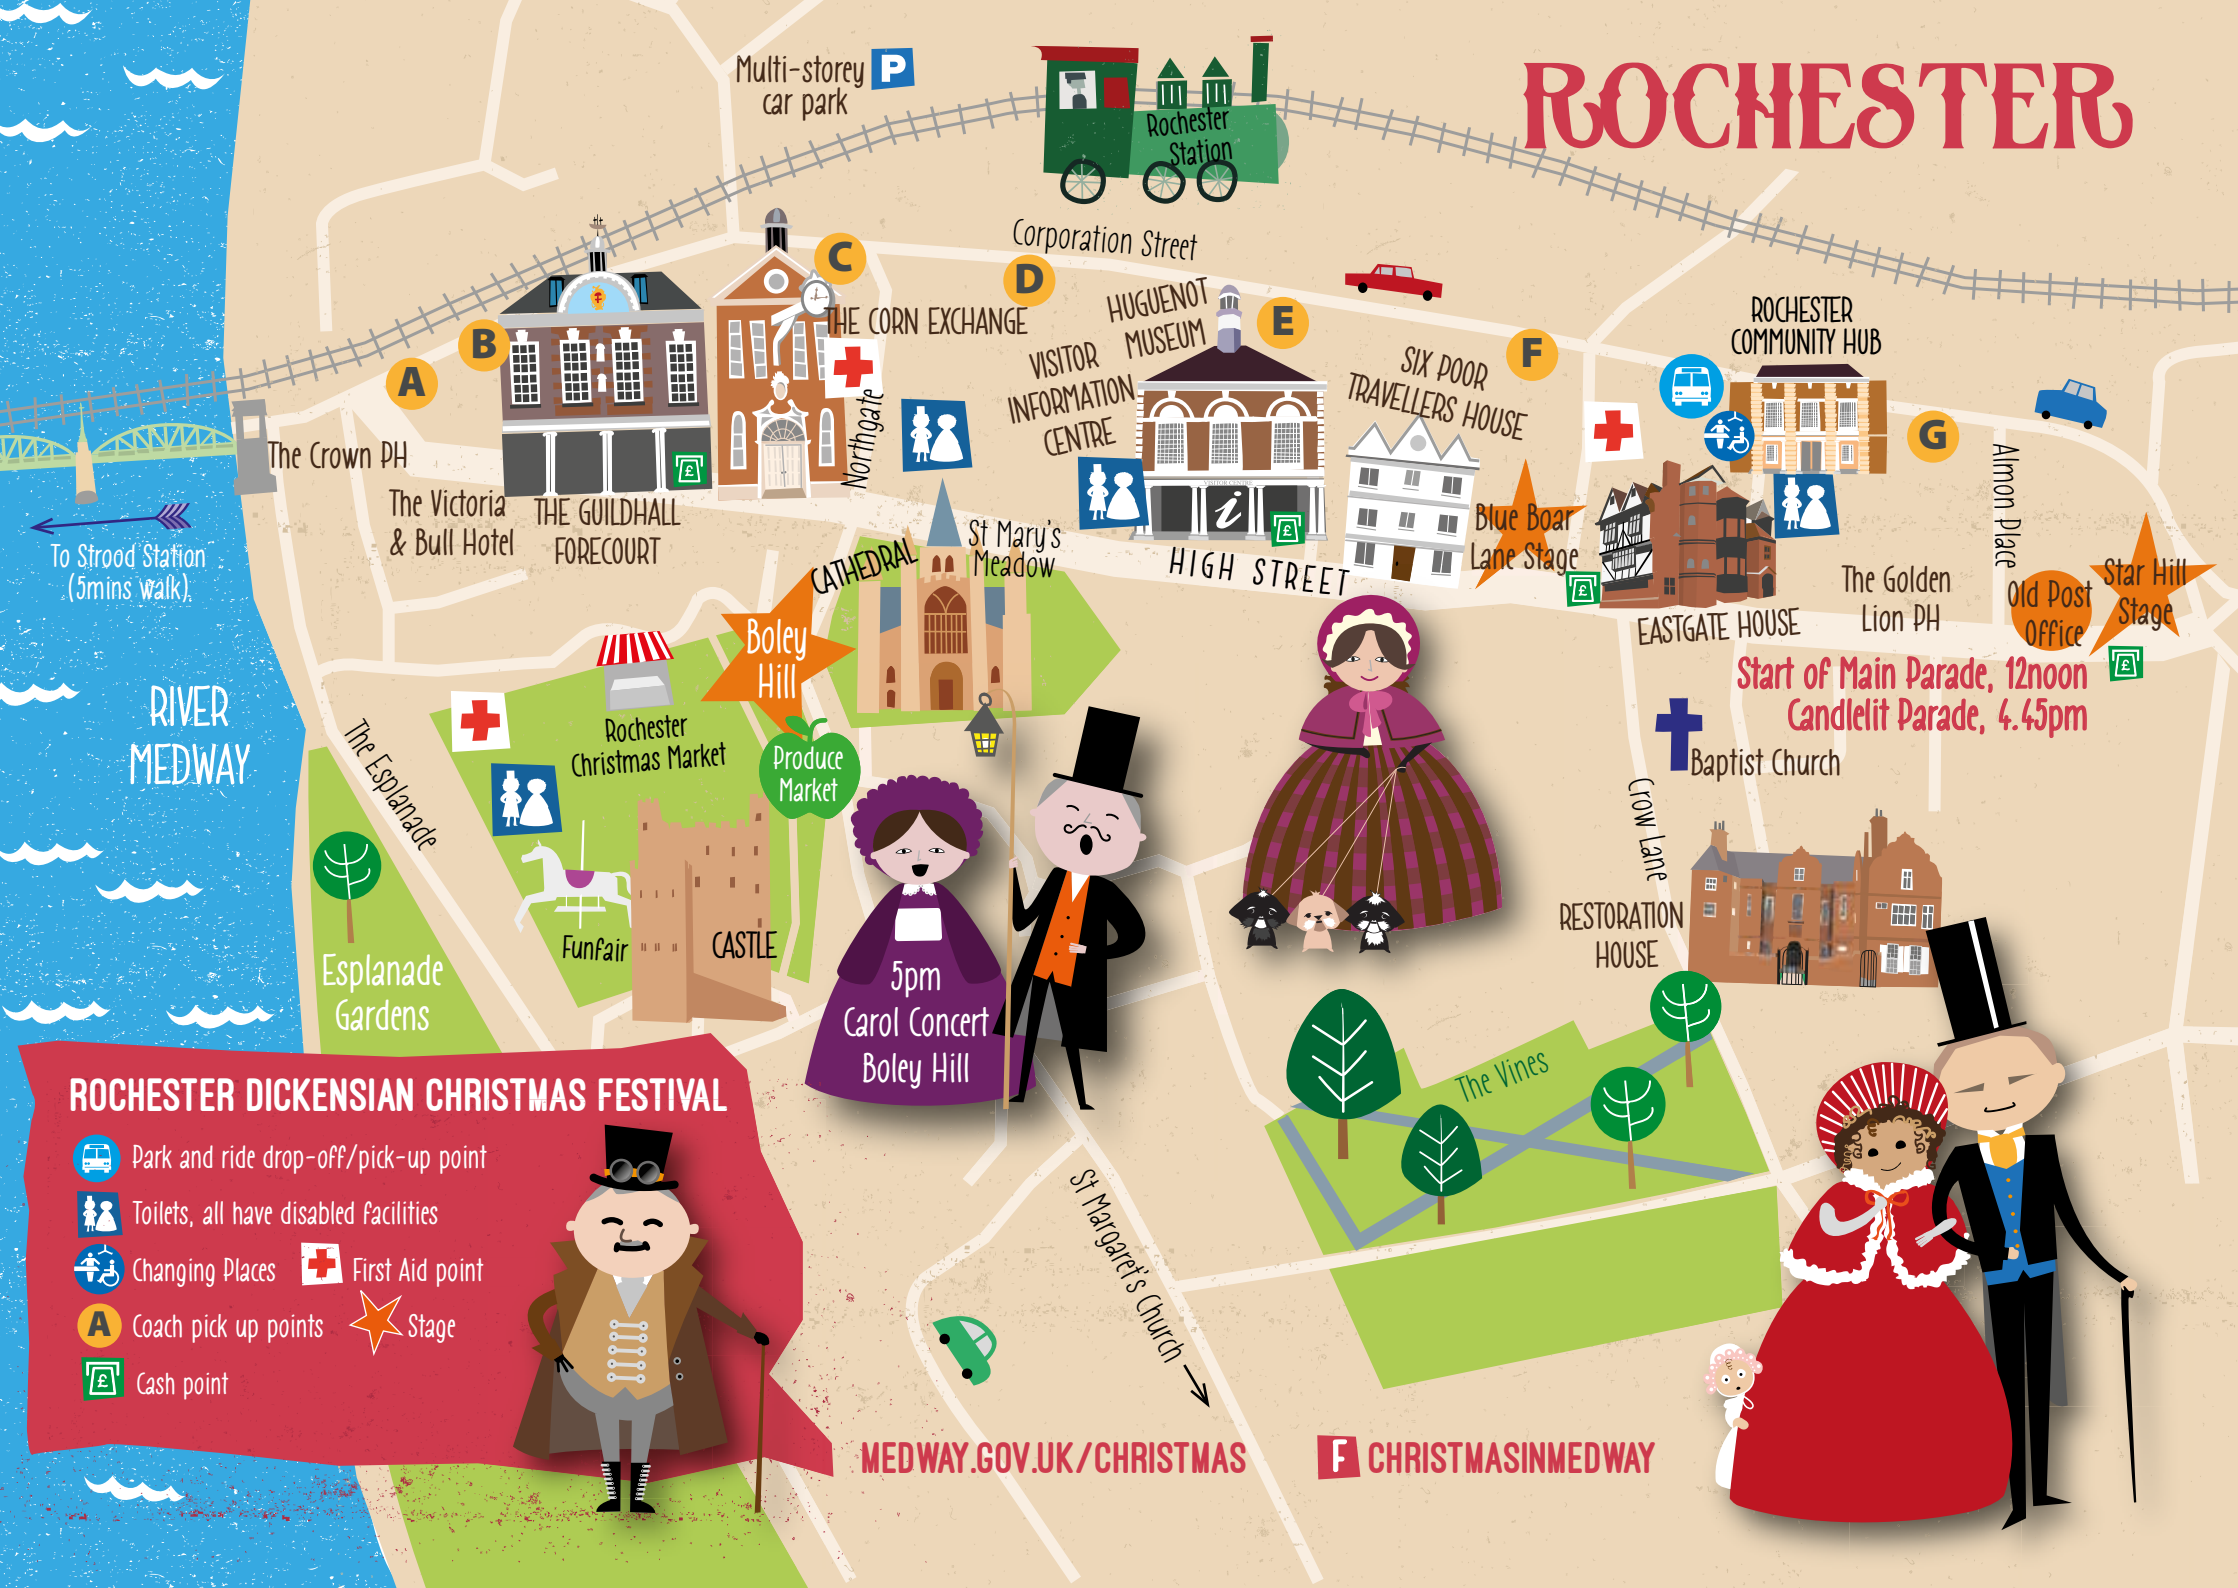 Multi-storey
car park
P
ROCHESTER
Rochester
Station
Corporation Street
A
B
C
D
E
F
G
THE CORN EXCHANGE
HUGUENOT
MUSEUM
VISITOR
INFORMATION
CENTRE
SIX POOR
TRAVELLERS HOUSE
ROCHESTER
COMMUNITY HUB
The Crown PH
The Victoria
& Bull Hotel
THE GUILDHALL
FORECOURT
£
Northgate
VISITOR CENTRE
i
£
To Strood Station
(5mins walk)
CATHEDRAL
St Mary's
Meadow
HIGH STREET
Blue Boar
Lane Stage
£
EASTGATE HOUSE
The Golden
Lion PH
Almon Place
Old Post
Office
Star Hill
Stage
£
Start of Main Parade, 12noon
Candlelit Parade, 4.45pm
Boley
Hill
RIVER
MEDWAY
The Esplanade
Rochester
Christmas Market
Produce
Market
Baptist Church
Crow Lane
RESTORATION
HOUSE
Funfair
CASTLE
Esplanade
Gardens
5pm
Carol Concert
Boley Hill
The Vines
St Margaret's Church
ROCHESTER DICKENSIAN CHRISTMAS FESTIVAL
Park and ride drop-off/pick-up point
Toilets, all have disabled facilities
Changing Places
First Aid point
A
Coach pick up points
Stage
£
Cash point
MEDWAY.GOV.UK/CHRISTMAS
F CHRISTMASINMEDWAY